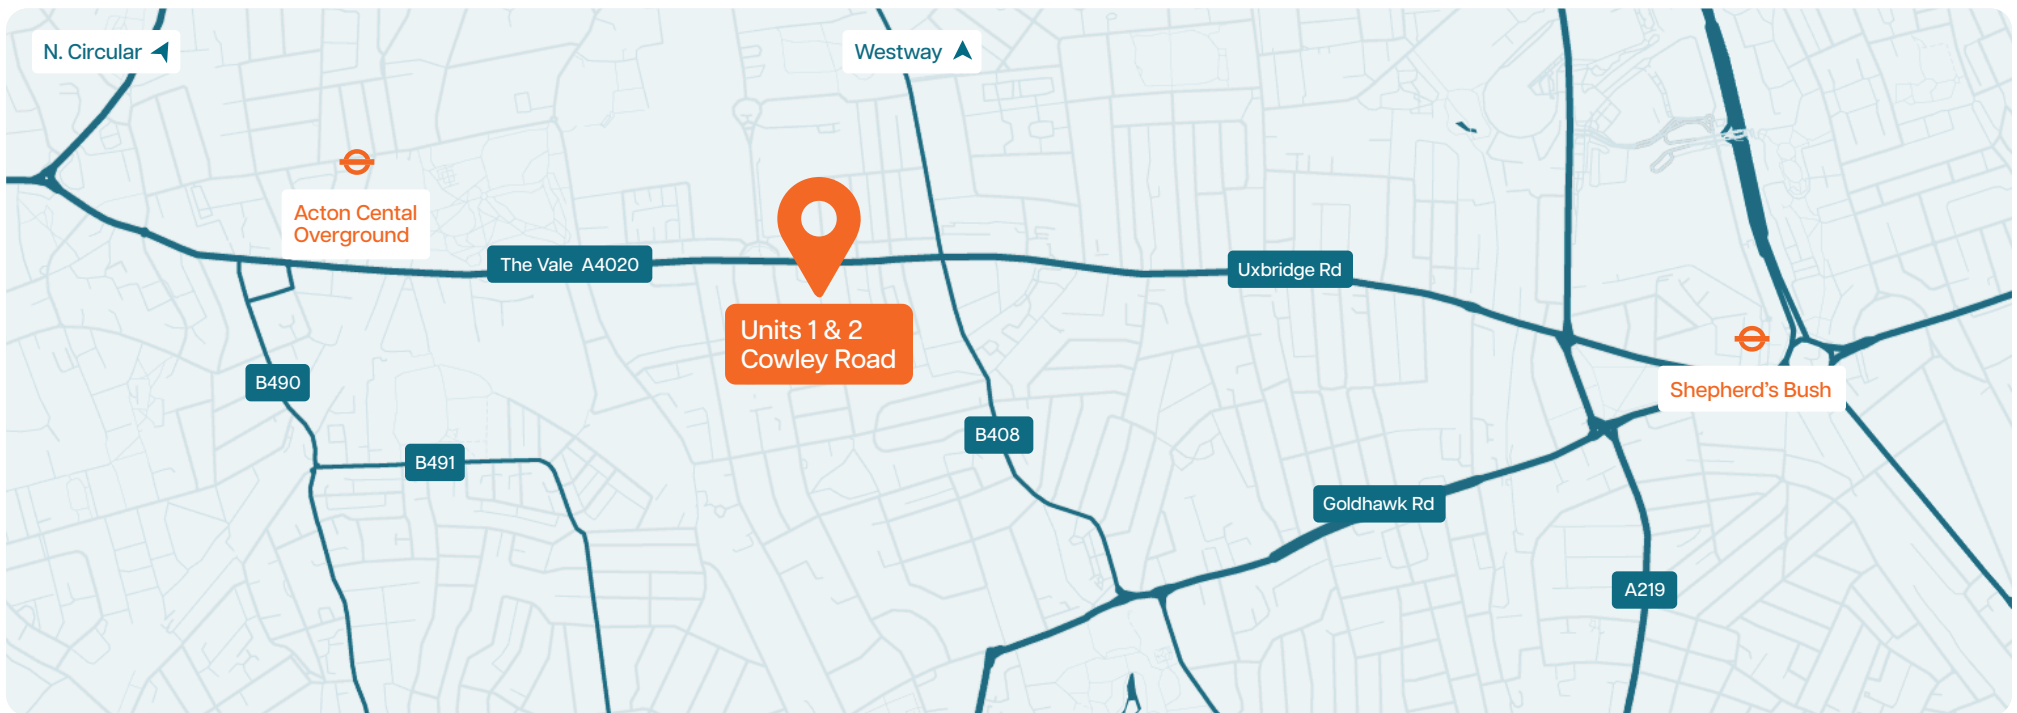 N. Circular
Westway
Acton Cental
Overground
The Vale A4020
Uxbridge Rd
Units 1 & 2
Cowley Road
Shepherd's Bush
B490
B408
B491
Goldhawk Rd
A219